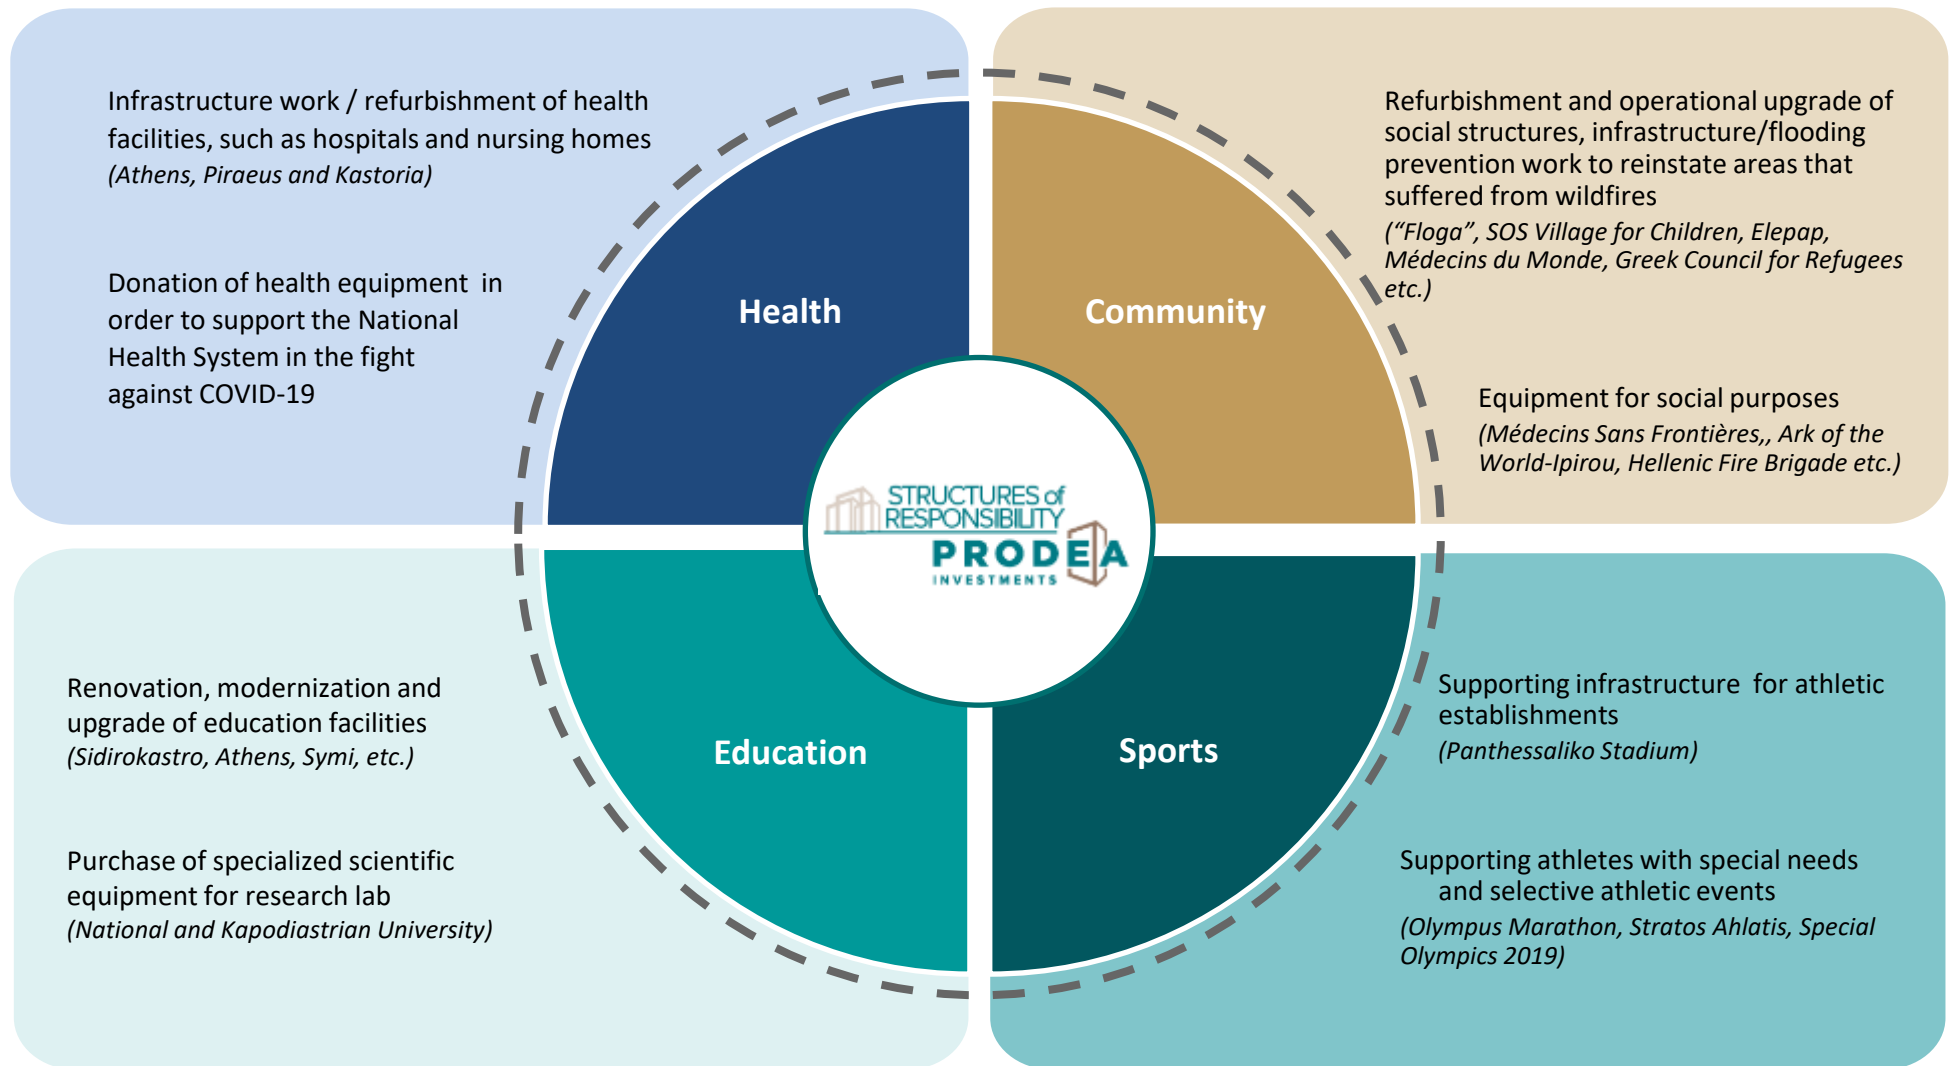 Infrastructure work / refurbishment of health
facilities, such as hospitals and nursing homes
(Athens, Piraeus and Kastoria)
Donation of health equipment  in
order to support the National
Health System in the fight
against COVID-19
Health
Refurbishment and operational upgrade of
social structures, infrastructure/flooding
prevention work to reinstate areas that
suffered from wildfires
(“Floga”, SOS Village for Children, Elepap,
Médecins du Monde, Greek Council for Refugees
etc.)
Equipment for social purposes
(Médecins Sans Frontières,, Ark of the
World-Ipirou, Hellenic Fire Brigade etc.)
Community
STRUCTURES of
RESPONSIBILITY
PRODEA
INVESTMENTS
Renovation, modernization and
upgrade of education facilities
(Sidirokastro, Athens, Symi, etc.)
Purchase of specialized scientific
equipment for research lab
(National and Kapodiastrian University)
Education
Sports
Supporting infrastructure  for athletic
establishments
(Panthessaliko Stadium)
Supporting athletes with special needs
and selective athletic events
(Olympus Marathon, Stratos Ahlatis, Special
Olympics 2019)